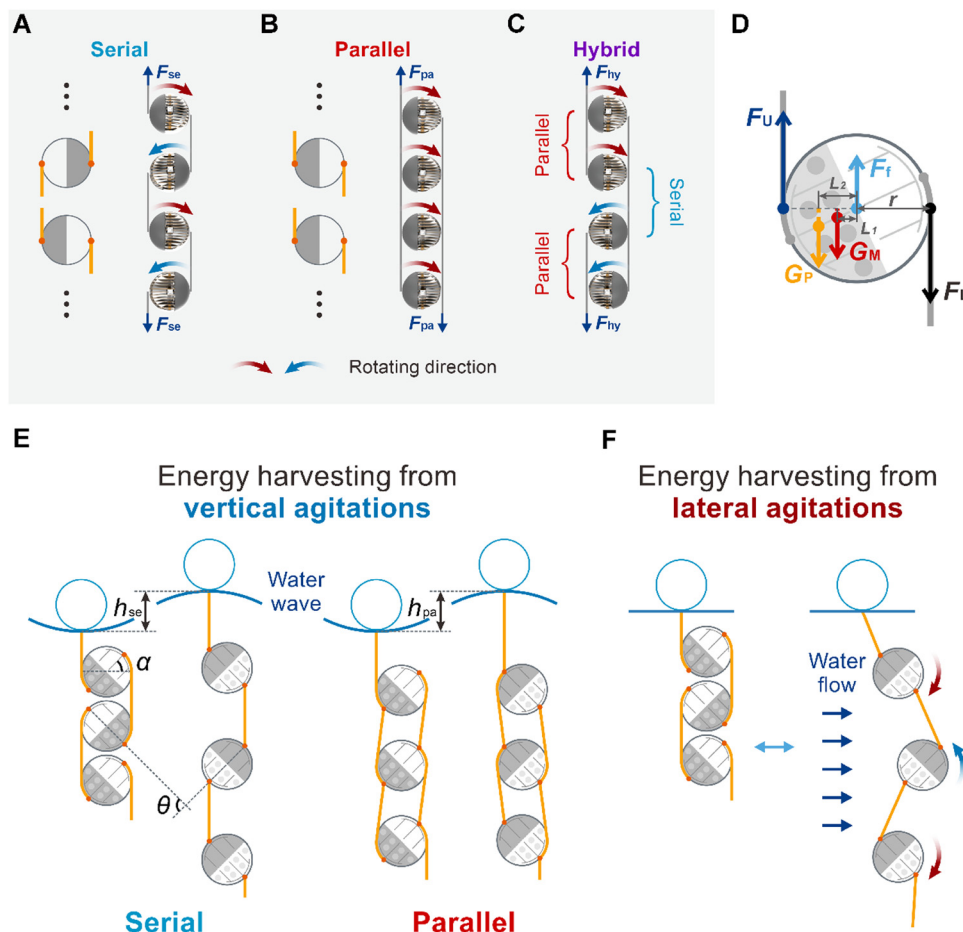 A
B
C
D
Serial
Parallel
Hybrid
Fse
Fpa
Fhy
Parallel
Serial
Parallel
Fse
Fpa
Fhy
Rotating direction
FU
Ff
L2
r
L1
GM
GP
E
F
Energy harvesting from
vertical agitations
Energy harvesting from
lateral agitations
Water
wave
hse
hpa
α
θ
Water
flow
Serial
Parallel